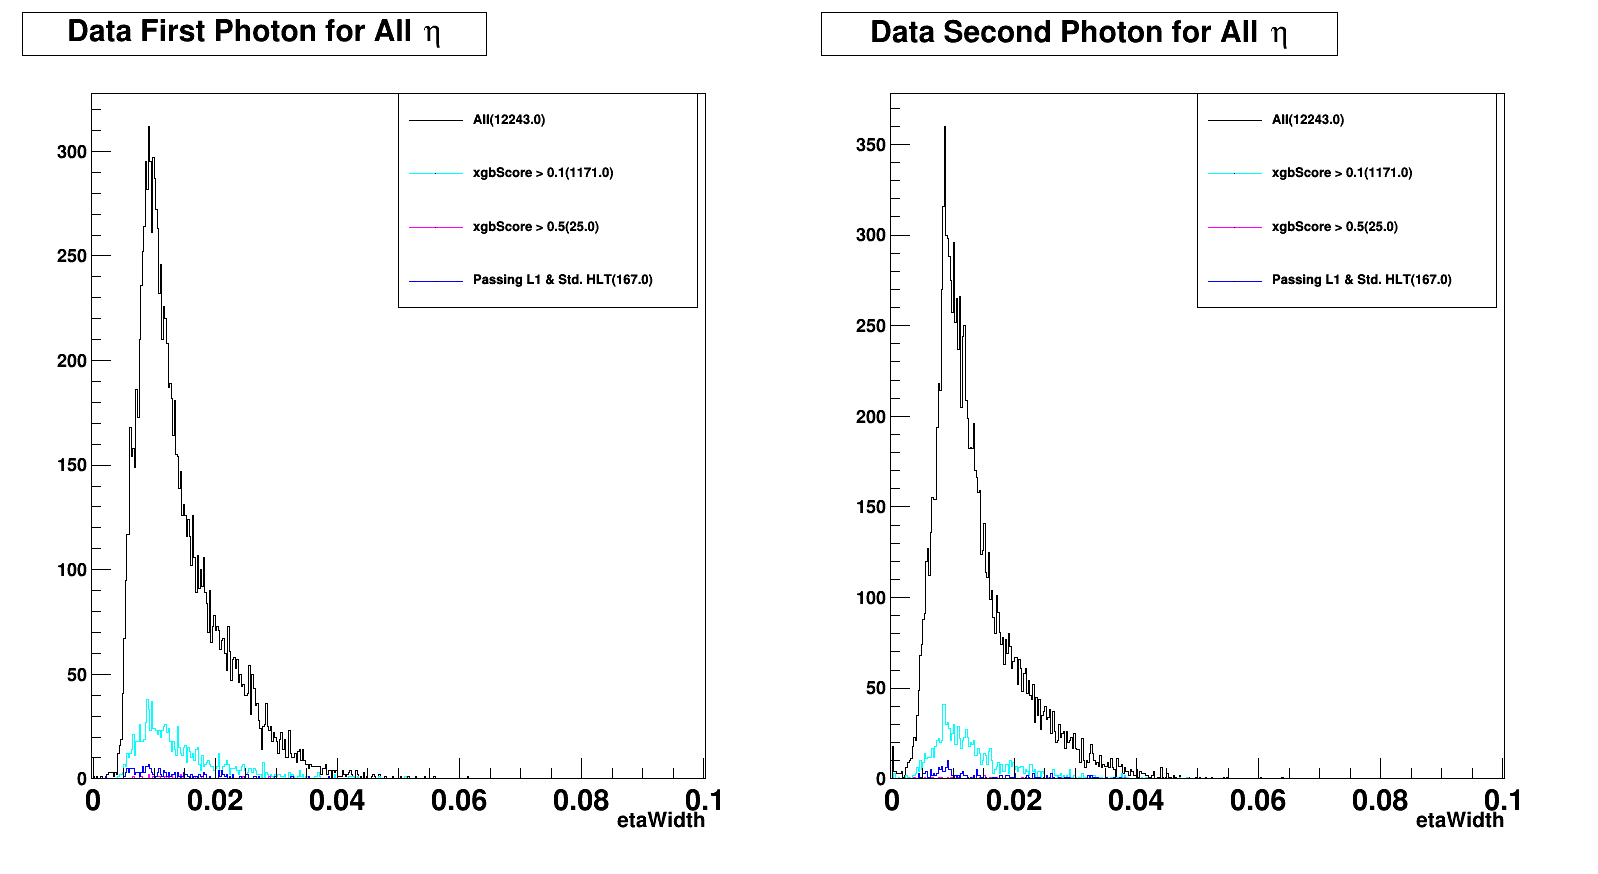 Data First Photon for All η
All(12243.0)
xgbScore > 0.1(1171.0)
xgbScore > 0.5(25.0)
Passing L1 & Std. HLT(167.0)
300
250
200
150
100
50
0
0 0.02 0.04 0.06 0.08 0.1
etaWidth
Data Second Photon for All η
All(12243.0)
xgbScore > 0.1(1171.0)
xgbScore > 0.5(25.0)
Passing L1 & Std. HLT(167.0)
350
300
250
200
150
100
50
0
0 0.02 0.04 0.06 0.08 0.1
etaWidth